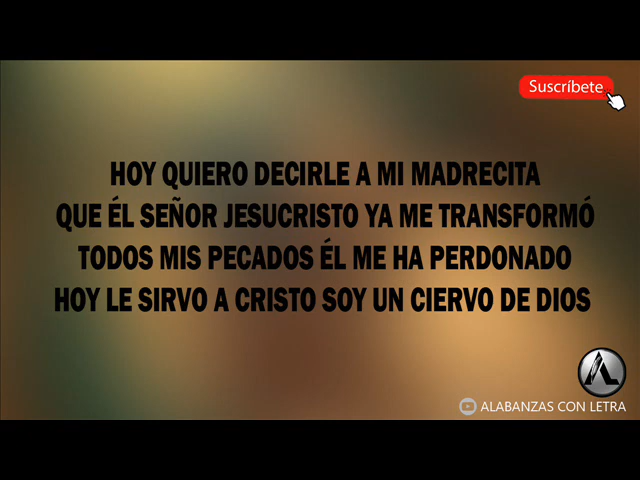 Suscríbete
HOY QUIERO DECIRLE A MI MADRECITA
QUE ÉL SEÑOR JESUCRISTO YA ME TRANSFORMÓ
TODOS MIS PECADOS ÉL ME HA PERDONADO
HOY LE SIRVO A CRISTO SOY UN CIERVO DE DIOS
ALABANZAS CON LETRA